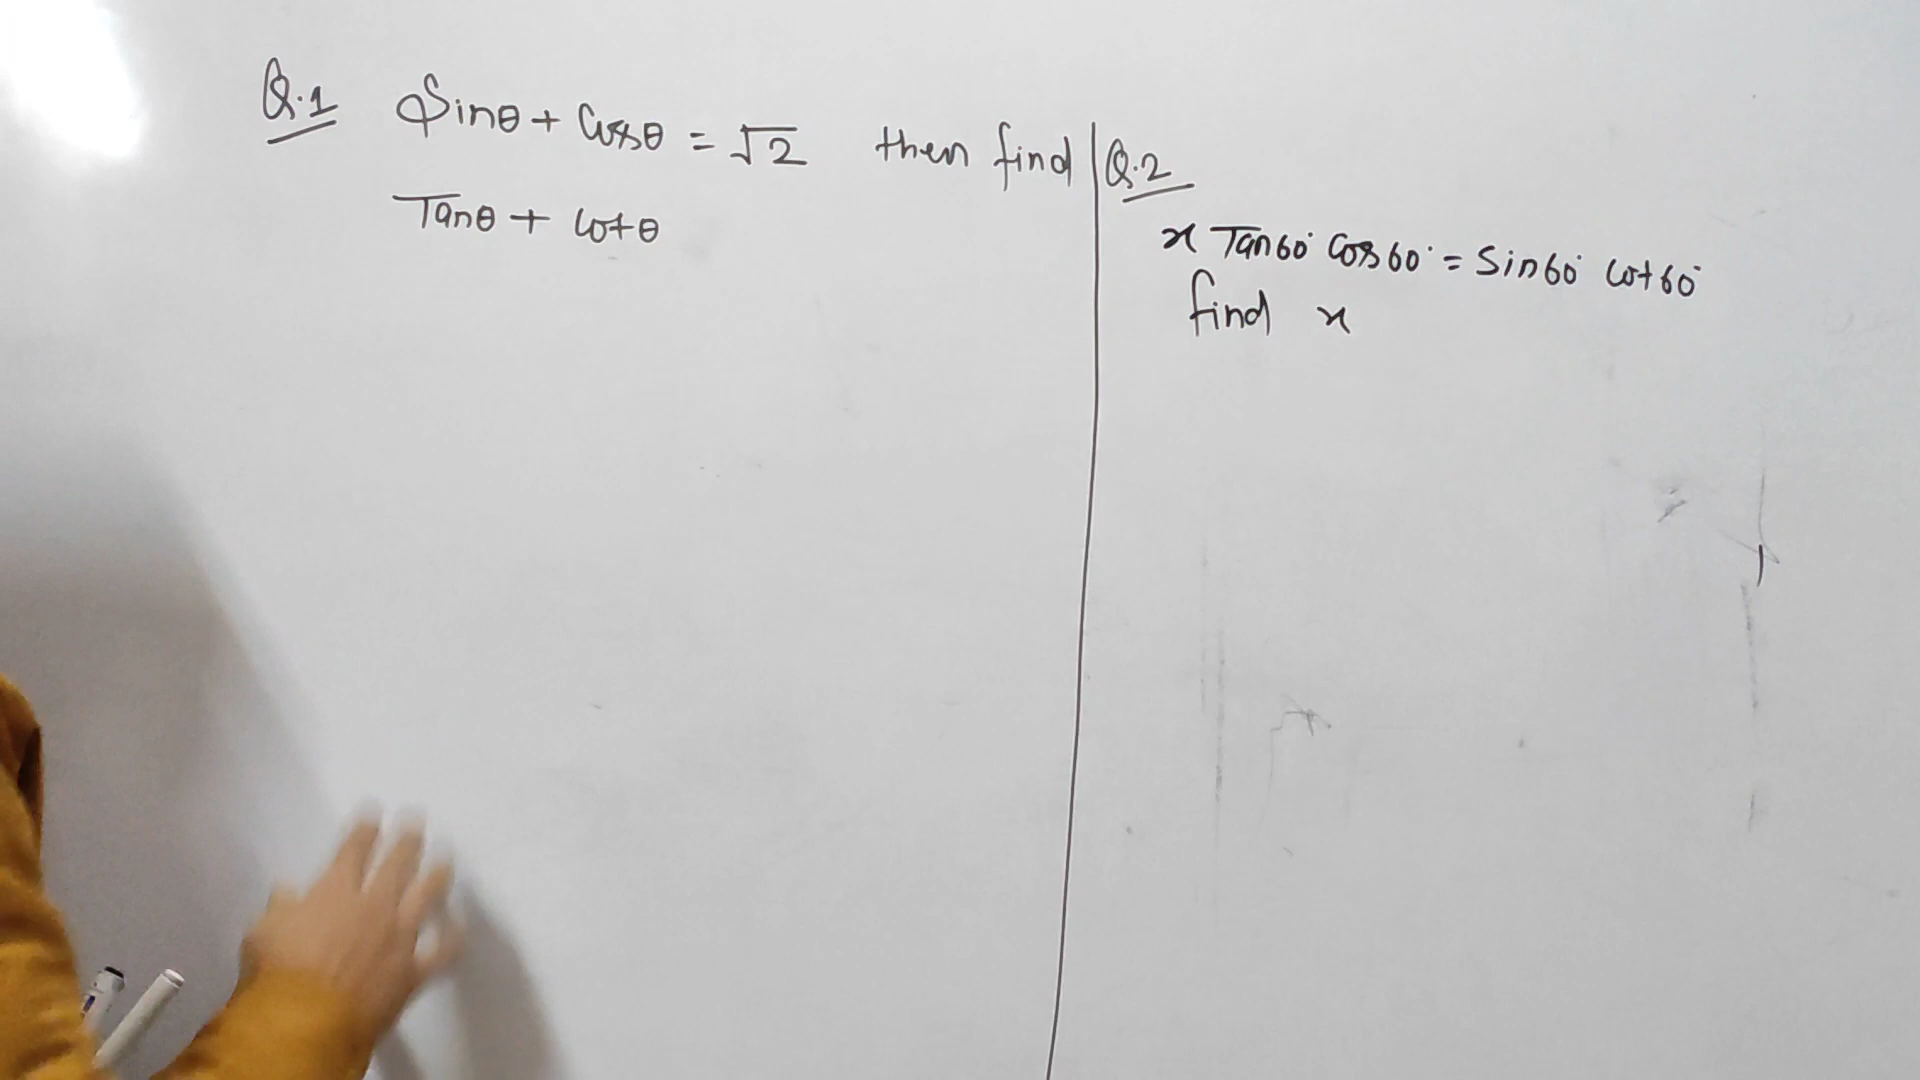 Q.1 Sinθ + Cosθ = √2 then find
Tanθ + Cotθ
Q.2
x Tan60° Cos60° = Sin60° Cot60°
find x